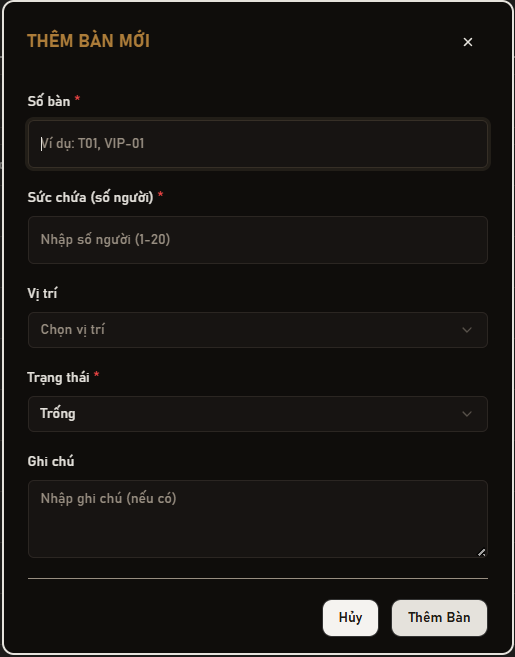 THÊM BÀN MỚI
Số bàn *
Ví dụ: T01, VIP-01
Sức chứa (số người) *
Nhập số người (1-20)
Vị trí
Chọn vị trí
Trạng thái *
Trống
Ghi chú
Nhập ghi chú (nếu có)
Hủy
Thêm Bàn